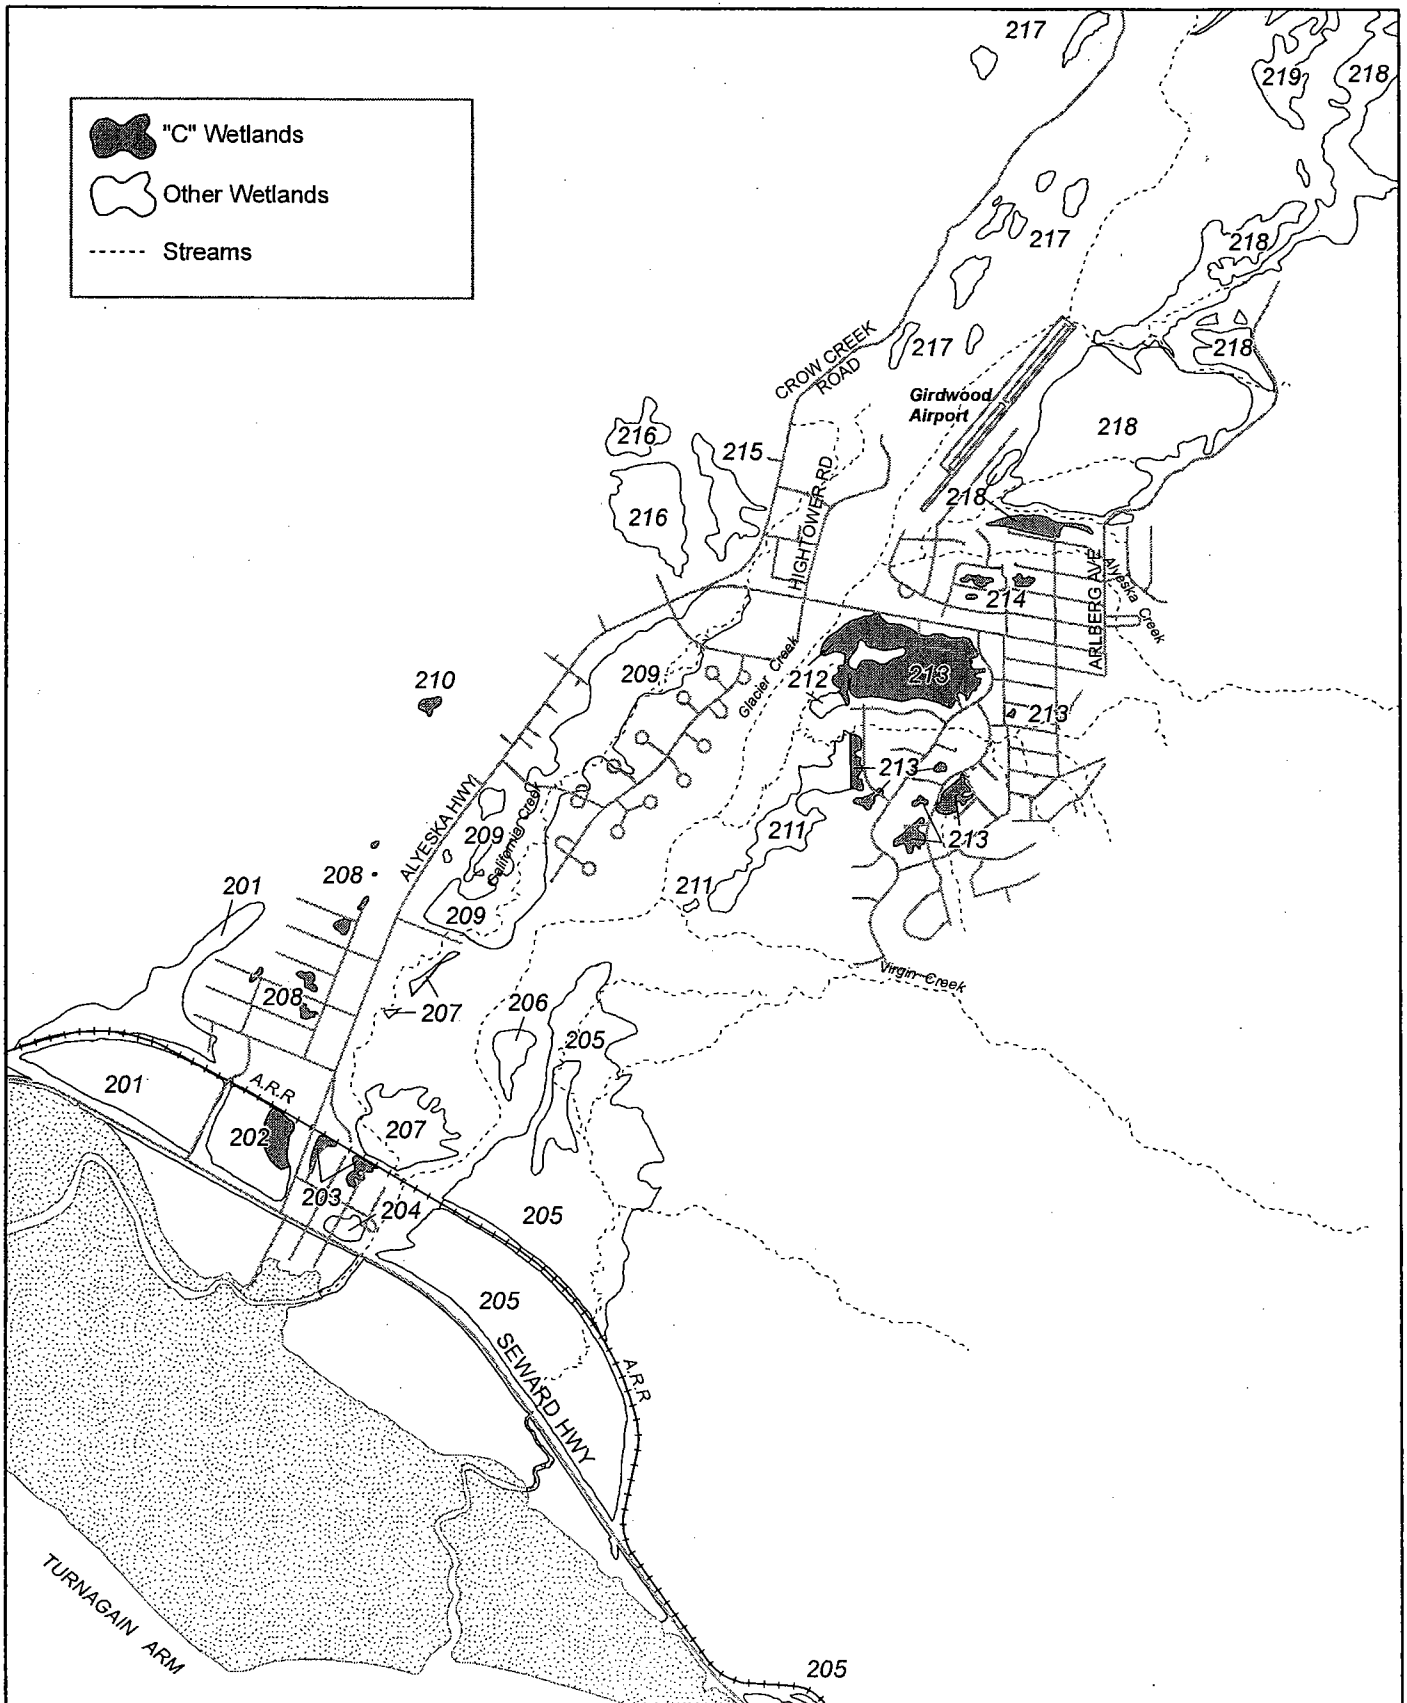 217
219
218
"C" Wetlands
Other Wetlands
Streams
217
218
CROW CREEK
ROAD
217
218
Girdwood
Airport
216
215
218
HIGHTOWER RD
216
218
ARLBERG AVE
Alyeska Creek
214
210
209
Glacier Creek
212
213
213
213
ALYESKA HWY
209
California Creek
211
213
208
201
211
209
208
207
206
Virgin Creek
205
201
A.R.R
202
207
203
204
205
205
SEWARD HWY
A.R.R
TURNAGAIN ARM
205